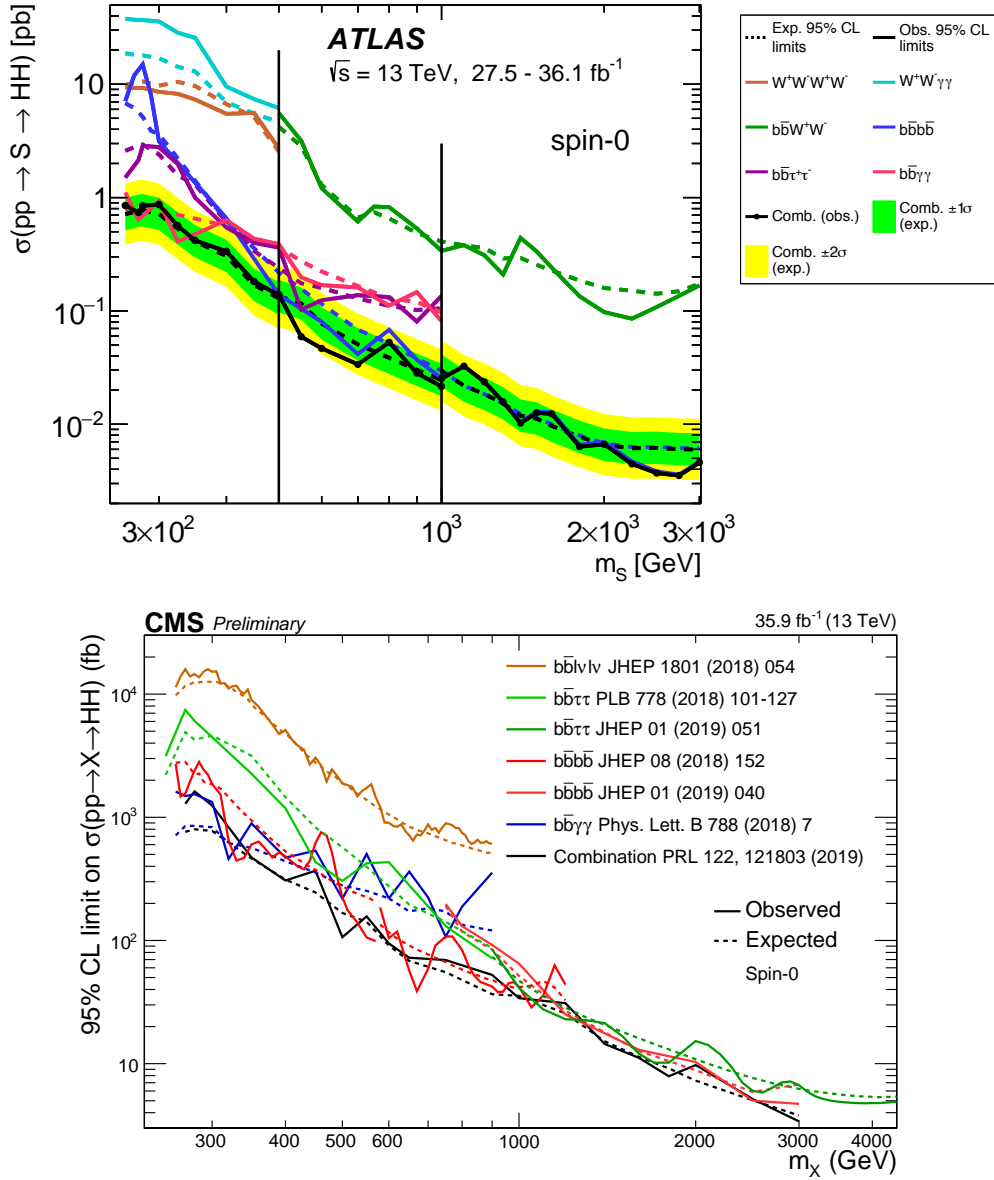 ATLAS
√s = 13 TeV, 27.5 - 36.1 fb⁻¹
spin-0
σ(pp → S → HH) [pb]
10
1
10⁻¹
10⁻²
3×10² 10³ 2×10³ 3×10³
m_S [GeV]
Exp. 95% CL limits
Obs. 95% CL limits
W⁺W⁻W⁺W⁻
W⁺W⁻γγ
bb̄W⁺W⁻
bb̄bb̄
bb̄τ⁺τ⁻
bb̄γγ
Comb. (obs.)
Comb. ±1σ (exp.)
Comb. ±2σ (exp.)
CMS Preliminary
35.9 fb⁻¹ (13 TeV)
95% CL limit on σ(pp→X→HH) (fb)
10⁴
10³
10²
10
bb̄lνlν JHEP 1801 (2018) 054
bb̄ττ PLB 778 (2018) 101-127
bb̄ττ JHEP 01 (2019) 051
bb̄bb̄ JHEP 08 (2018) 152
bb̄bb̄ JHEP 01 (2019) 040
bb̄γγ Phys. Lett. B 788 (2018) 7
Combination PRL 122, 121803 (2019)
Observed
Expected
Spin-0
300 400 500 600 1000 2000 3000 4000
m_X (GeV)